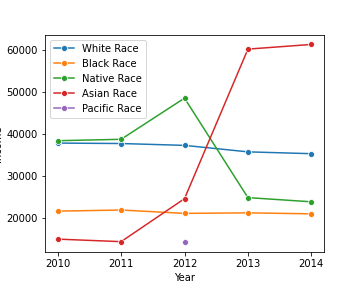 White Race
Black Race
Native Race
Asian Race
Pacific Race
60000
50000
40000
30000
20000
2010
2011
2012
2013
2014
Year